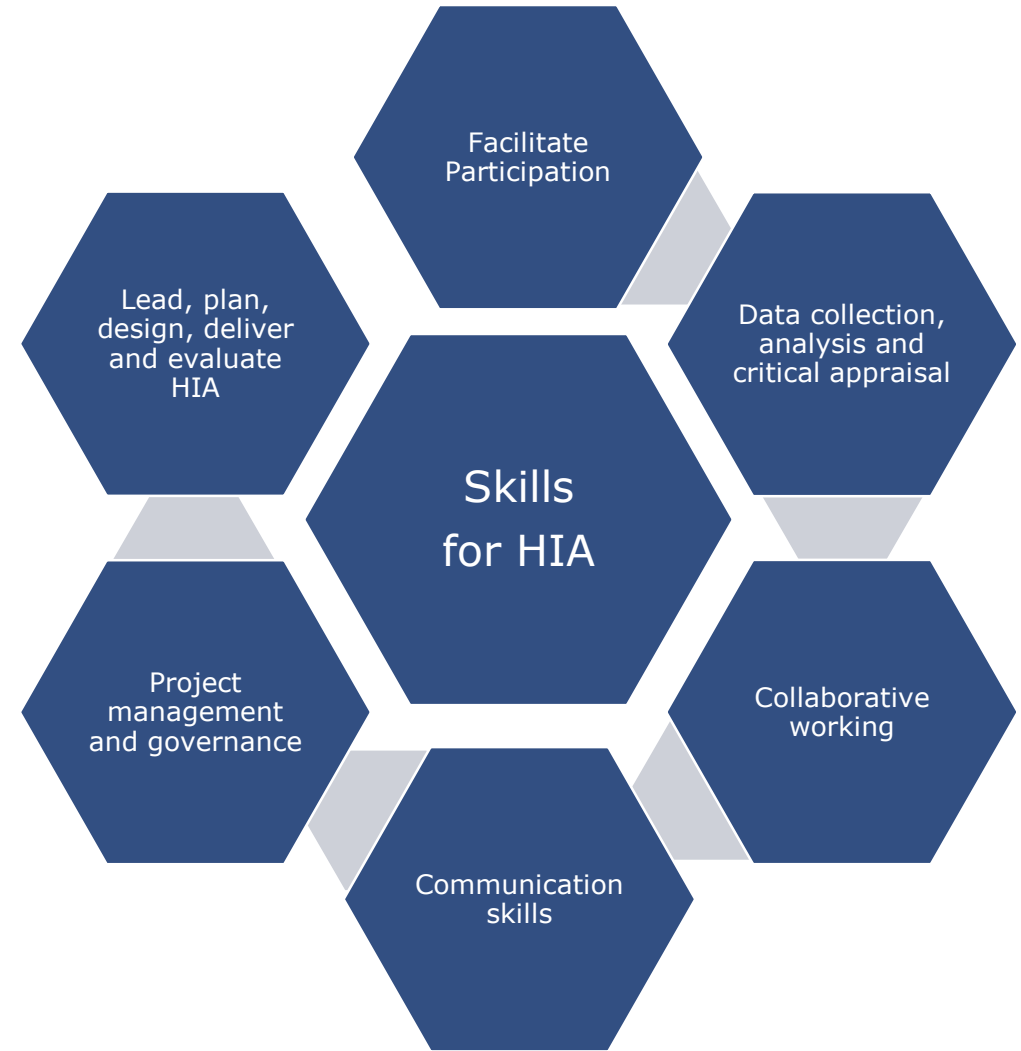 Facilitate
Participation
Lead, plan,
design, deliver
and evaluate
HIA
Data collection,
analysis and
critical appraisal
Skills
for HIA
Project
management
and governance
Collaborative
working
Communication
skills